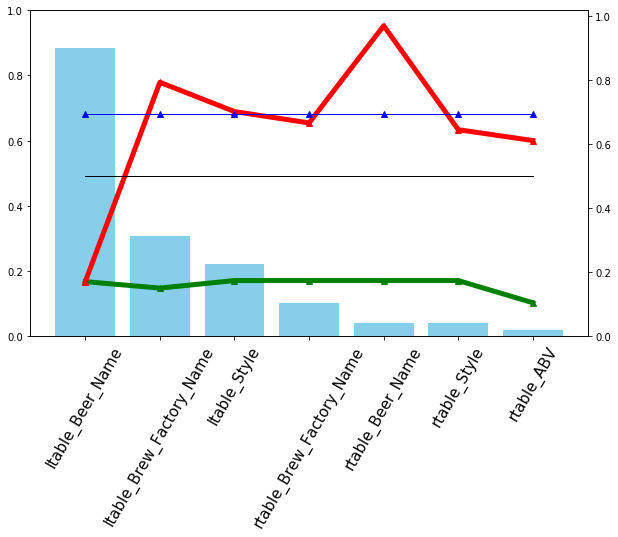 1.0
0.8
0.6
0.4
0.2
0.0
1.0
0.8
0.6
0.4
0.2
0.0
ltable_Beer_Name
ltable_Brew_Factory_Name
ltable_Style
rtable_Brew_Factory_Name
rtable_Beer_Name
rtable_Style
rtable_ABV